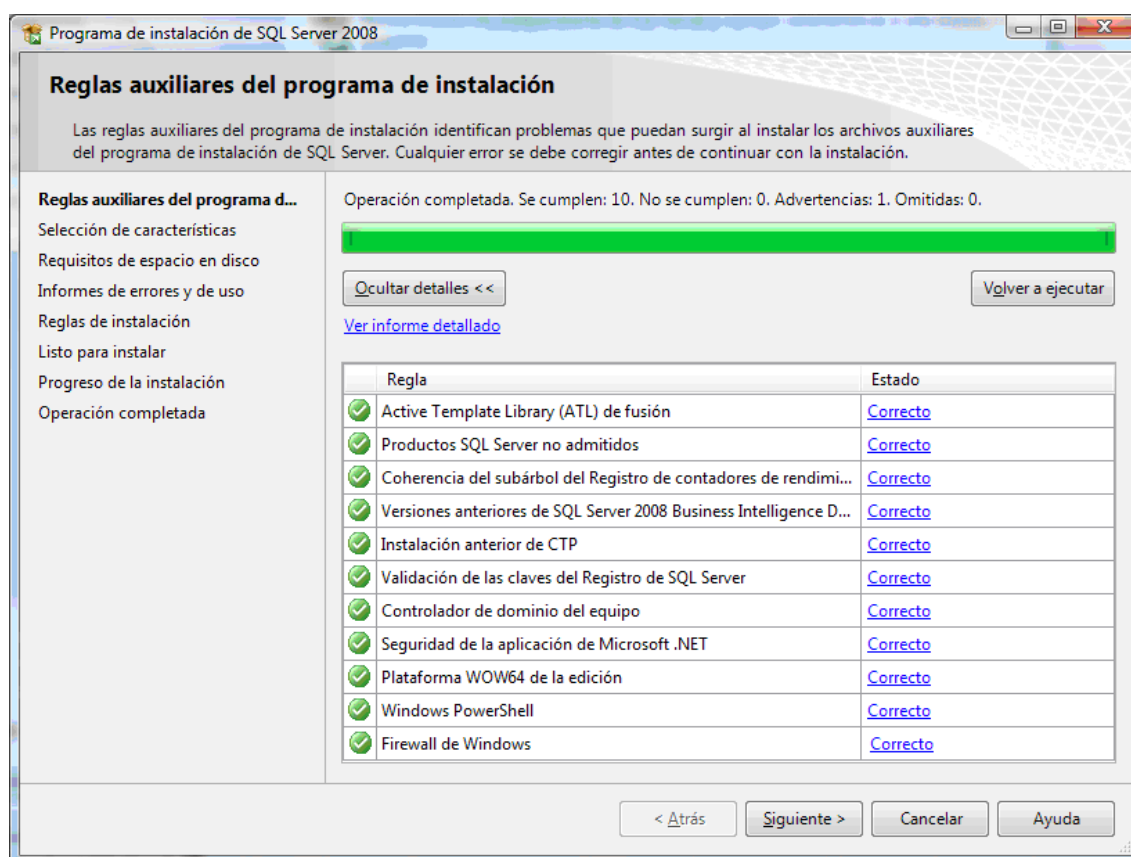 Programa de instalación de SQL Server 2008
Reglas auxiliares del programa de instalación
Las reglas auxiliares del programa de instalación identifican problemas que puedan surgir al instalar los archivos auxiliares
del programa de instalación de SQL Server. Cualquier error se debe corregir antes de continuar con la instalación.
Reglas auxiliares del programa d...
Selección de características
Requisitos de espacio en disco
Informes de errores y de uso
Reglas de instalación
Listo para instalar
Progreso de la instalación
Operación completada
Operación completada. Se cumplen: 10. No se cumplen: 0. Advertencias: 1. Omitidas: 0.
Ocultar detalles <<
Volver a ejecutar
Ver informe detallado
Regla Estado
Active Template Library (ATL) de fusión Correcto
Productos SQL Server no admitidos Correcto
Coherencia del subárbol del Registro de contadores de rendimi... Correcto
Versiones anteriores de SQL Server 2008 Business Intelligence D... Correcto
Instalación anterior de CTP Correcto
Validación de las claves del Registro de SQL Server Correcto
Controlador de dominio del equipo Correcto
Seguridad de la aplicación de Microsoft .NET Correcto
Plataforma WOW64 de la edición Correcto
Windows PowerShell Correcto
Firewall de Windows Correcto
< Atrás Siguiente > Cancelar Ayuda